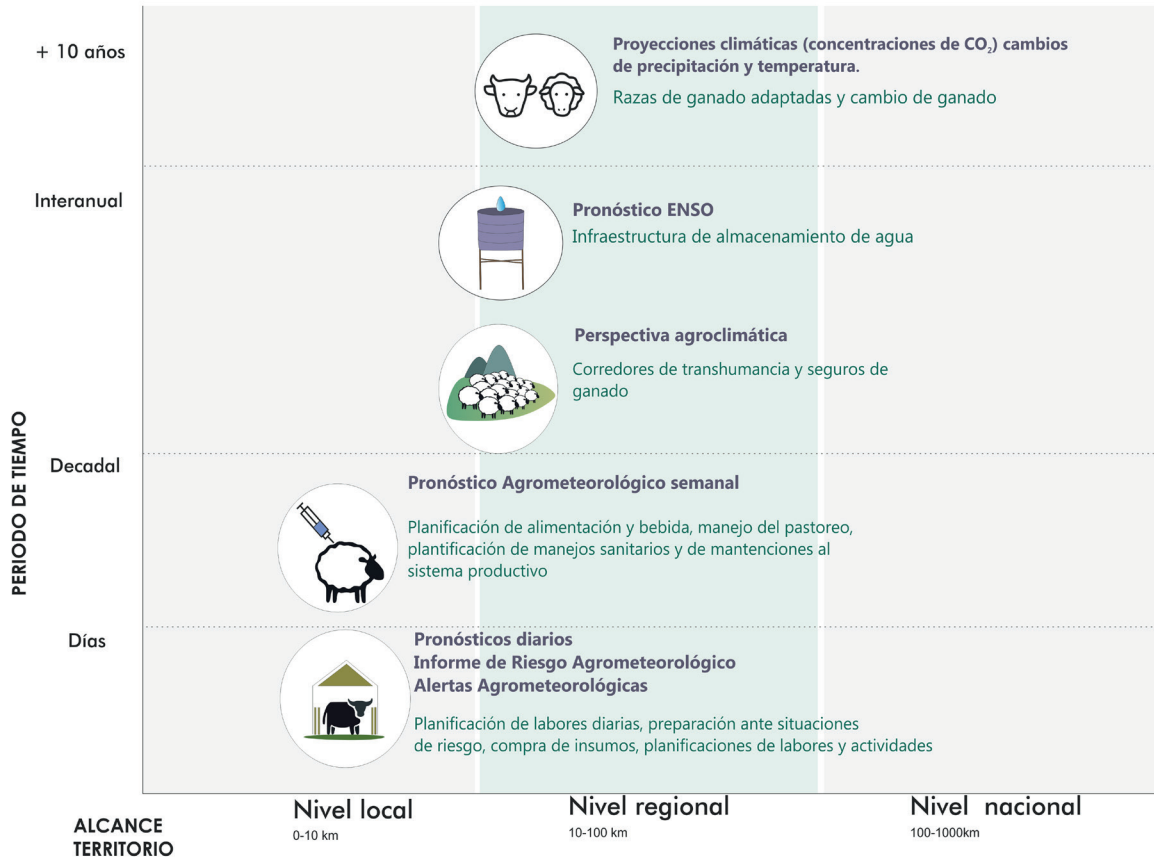 + 10 años
Proyecciones climáticas (concentraciones de CO₂) cambios
de precipitación y temperatura.
Razas de ganado adaptadas y cambio de ganado
Interanual
Pronóstico ENSO
Infraestructura de almacenamiento de agua
Perspectiva agroclimática
Corredores de transhumancia y seguros de
ganado
PERIODO DE TIEMPO
Decadal
Pronóstico Agrometeorológico semanal
Planificación de alimentación y bebida, manejo del pastoreo,
plantificación de manejos sanitarios y de mantenciones al
sistema productivo
Días
Pronósticos diarios
Informe de Riesgo Agrometeorológico
Alertas Agrometeorológicas
Planificación de labores diarias, preparación ante situaciones
de riesgo, compra de insumos, planificaciones de labores y actividades
ALCANCE
TERRITORIO
Nivel local
0-10 km
Nivel regional
10-100 km
Nivel nacional
100-1000km